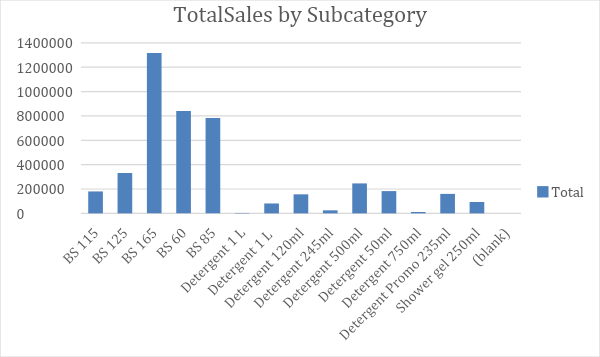 TotalSales by Subcategory
1400000
1200000
1000000
800000
600000
400000
200000
0
BS 115
BS 125
BS 165
BS 60
BS 85
Detergent 1 L
Detergent 1 L
Detergent 120ml
Detergent 245ml
Detergent 500ml
Detergent 50ml
Detergent 750ml
Detergent Promo 235ml
Shower gel 250ml
(blank)
Total